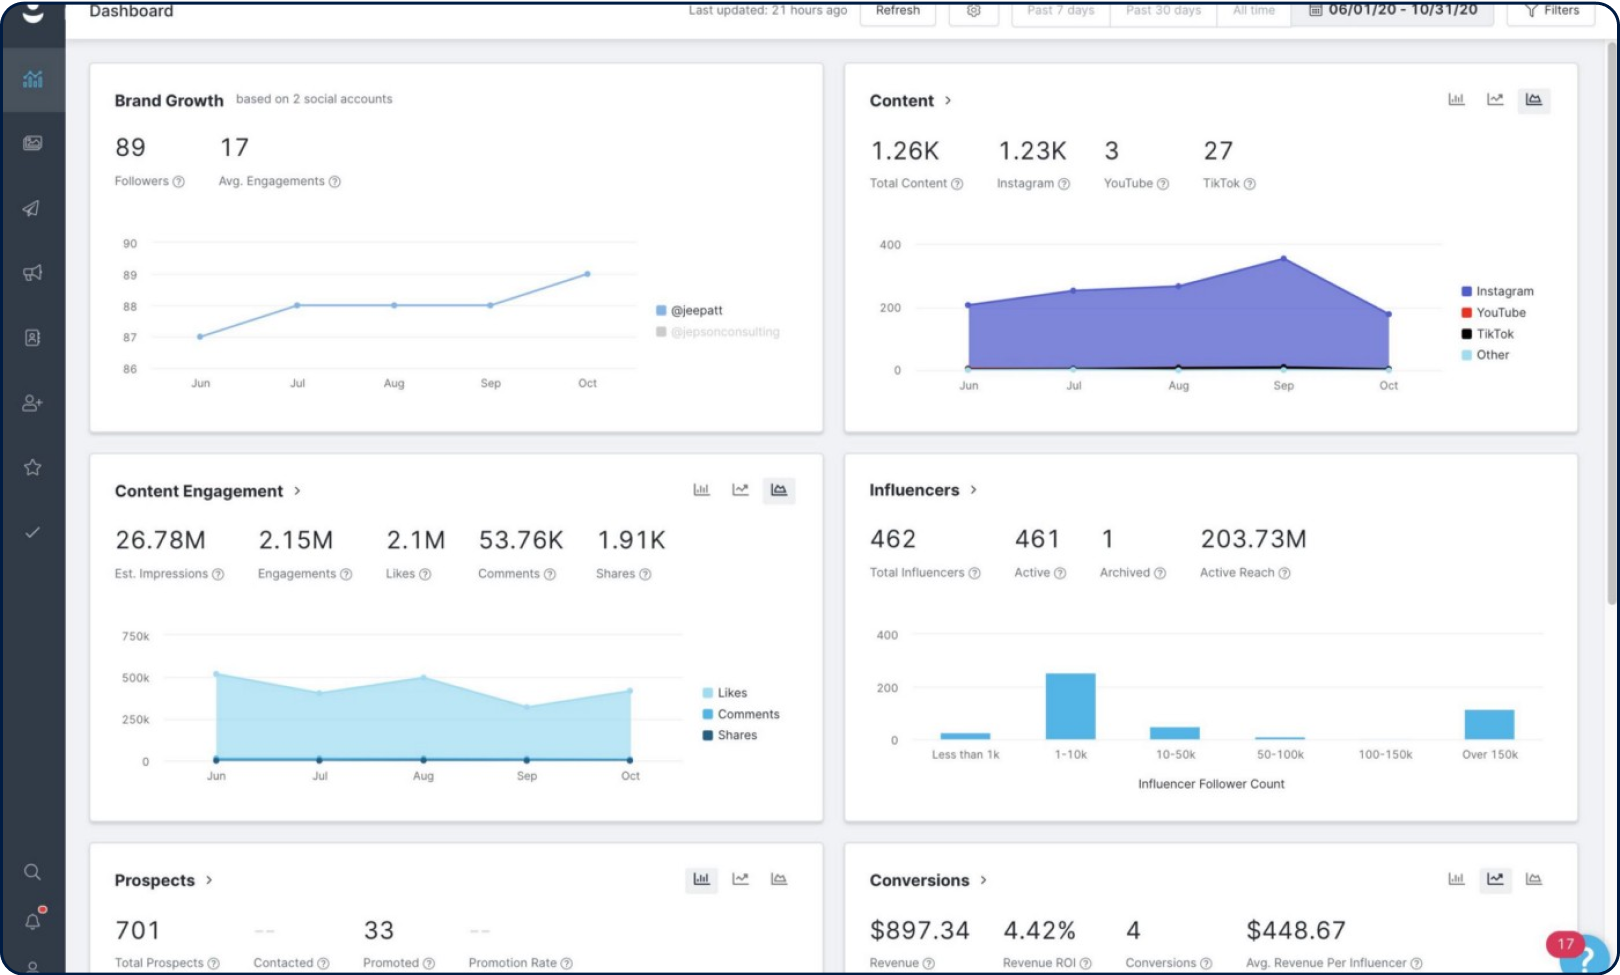 Dashboard
Last updated: 21 hours ago
Refresh
Past 7 days
Past 30 days
All time
06/01/20 - 10/31/20
Filters
Brand Growth based on 2 social accounts
89 17
Followers Avg. Engagements
90
89
88
87
86
Jun Jul Aug Sep Oct
@jeepatt
@jepsonconsulting
Content
1.26K 1.23K 3 27
Total Content Instagram YouTube TikTok
400
200
0
Jun Jul Aug Sep Oct
Instagram
YouTube
TikTok
Other
Content Engagement
26.78M 2.15M 2.1M 53.76K 1.91K
Est. Impressions Engagements Likes Comments Shares
750k
500k
250k
0
Jun Jul Aug Sep Oct
Likes
Comments
Shares
Influencers
462 461 1 203.73M
Total Influencers Active Archived Active Reach
400
200
0
Less than 1k 1-10k 10-50k 50-100k 100-150k Over 150k
Influencer Follower Count
Prospects
701 -- 33 --
Total Prospects Contacted Promoted Promotion Rate
Conversions
$897.34 4.42% 4 $448.67
Revenue Revenue ROI Conversions Avg. Revenue Per Influencer
17
?